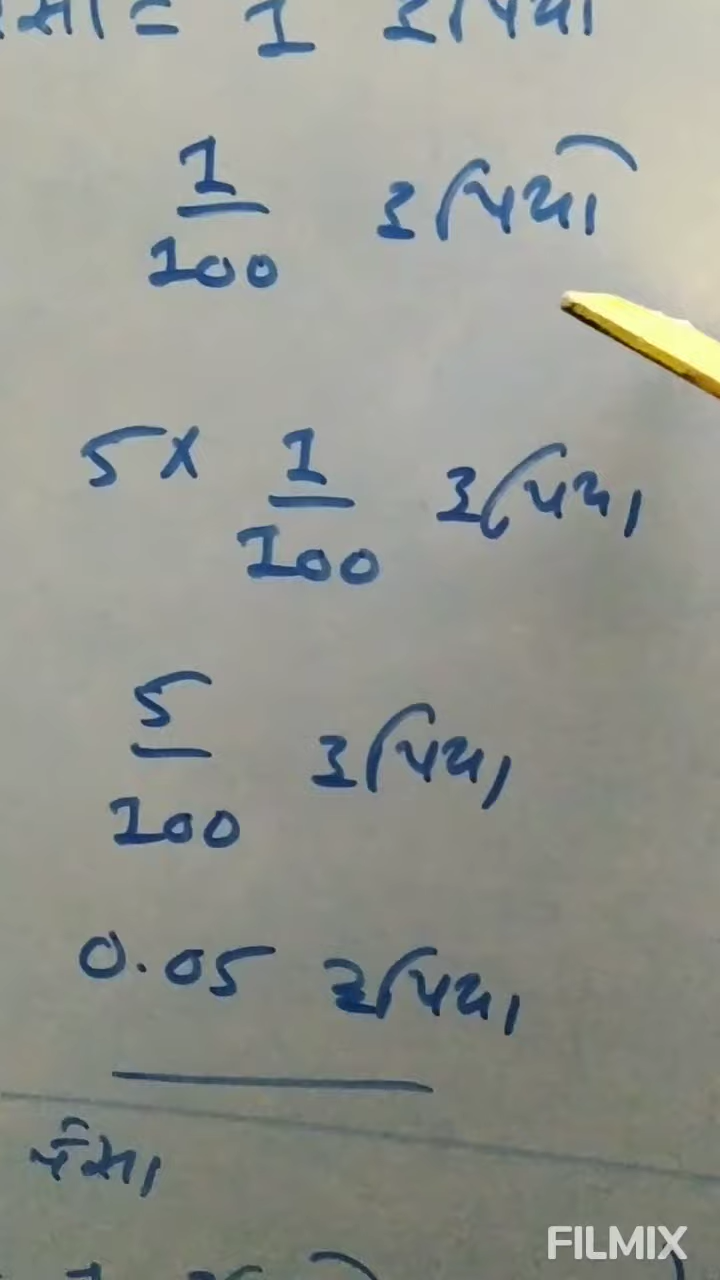 = 1 રૂપિયો
1
100 રૂપિયો
5 × 1
100 રૂપિયા
5
100 રૂપિયા
0.05 રૂપિયા
પૈસા
FILMIX